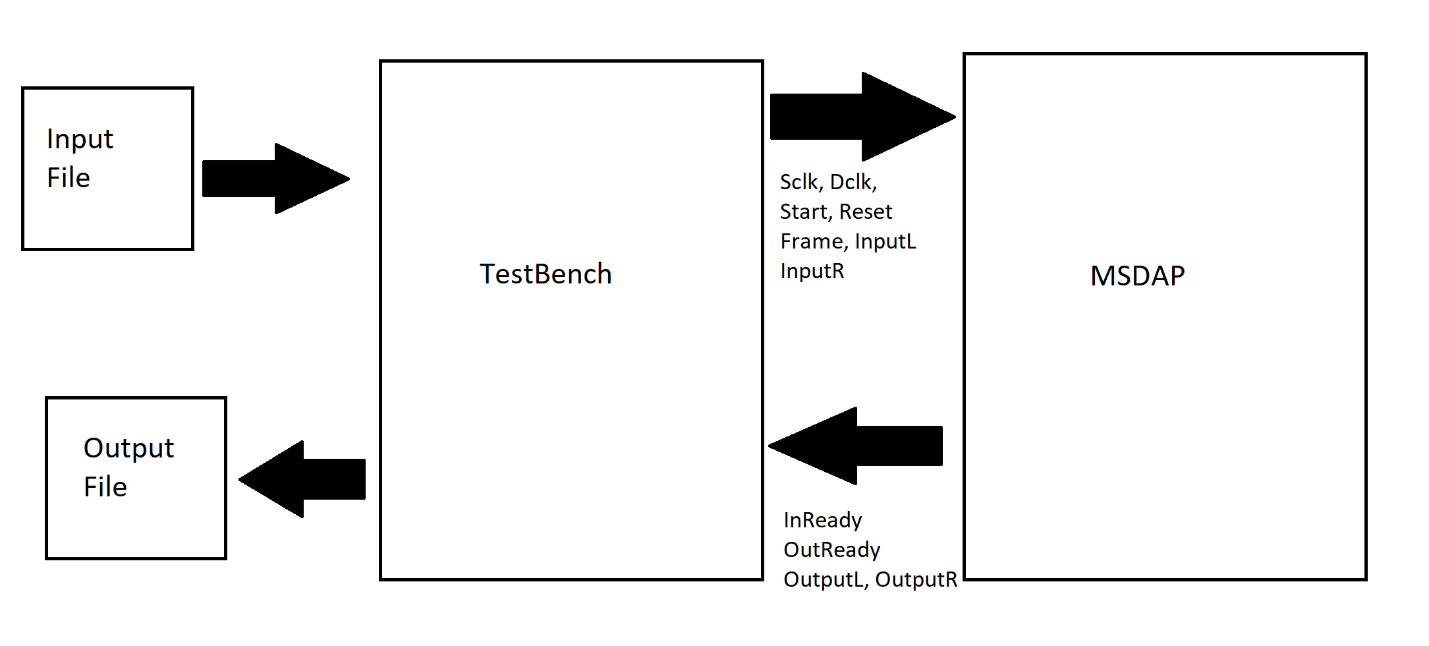 Input
File
TestBench
Sclk, Dclk,
Start, Reset
Frame, InputL
InputR
MSDAP
Output
File
InReady
OutReady
OutputL, OutputR